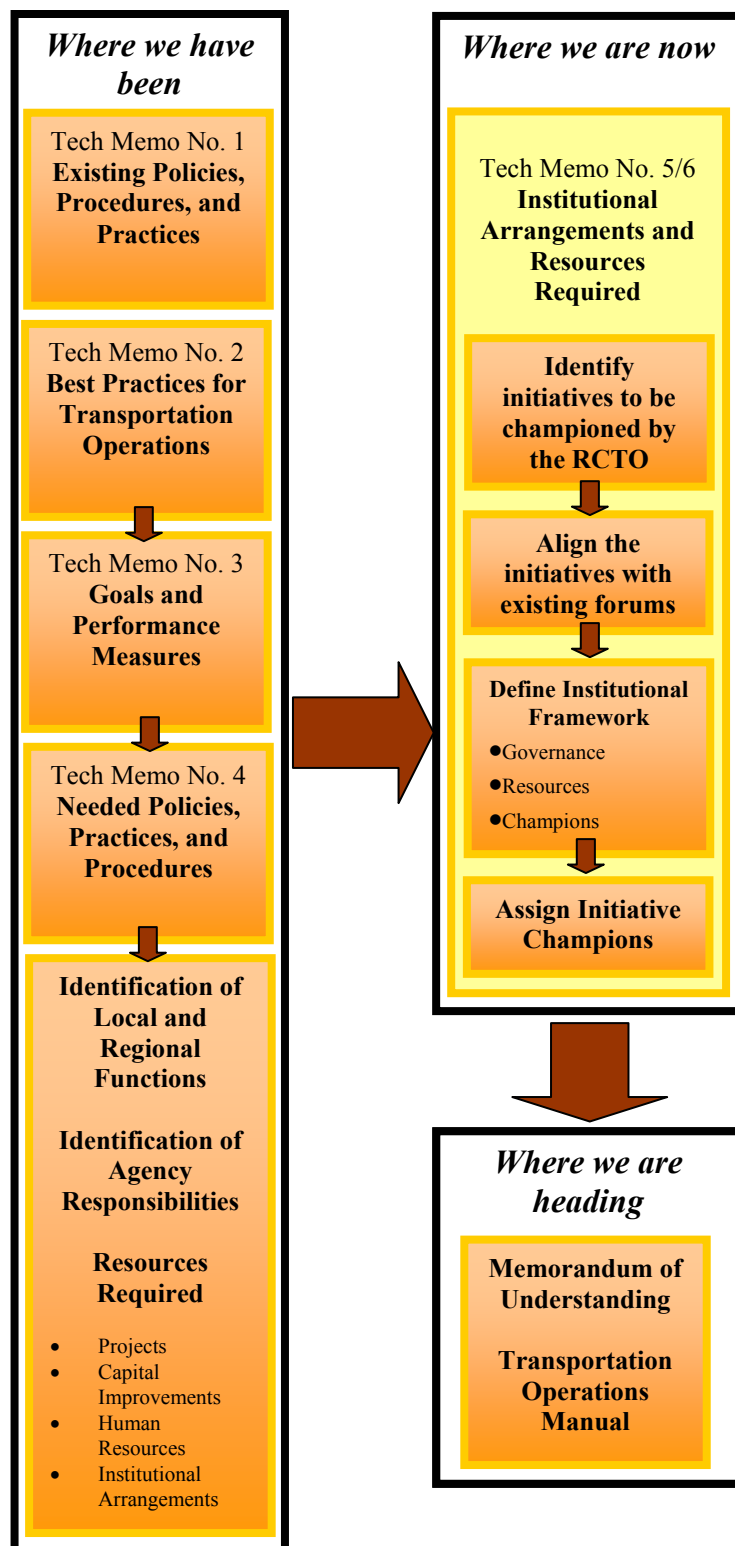 Where we have
been
Tech Memo No. 1
Existing Policies,
Procedures, and
Practices
Tech Memo No. 2
Best Practices for
Transportation
Operations
Tech Memo No. 3
Goals and
Performance
Measures
Tech Memo No. 4
Needed Policies,
Practices, and
Procedures
Identification of
Local and
Regional
Functions
Identification of
Agency
Responsibilities
Resources
Required
• Projects
• Capital
Improvements
• Human
Resources
• Institutional
Arrangements
Where we are now
Tech Memo No. 5/6
Institutional
Arrangements and
Resources
Required
Identify
initiatives to be
championed by
the RCTO
Align the
initiatives with
existing forums
Define Institutional
Framework
•Governance
•Resources
•Champions
Assign Initiative
Champions
Where we are
heading
Memorandum of
Understanding
Transportation
Operations
Manual